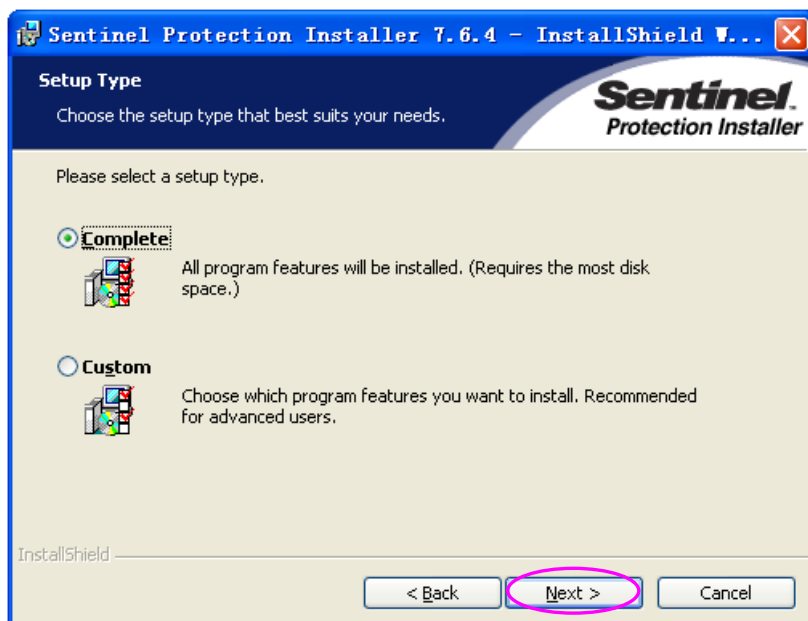 Sentinel Protection Installer 7.6.4 - InstallShield W...
Setup Type
Choose the setup type that best suits your needs.
Sentinel.
Protection Installer
Please select a setup type.
Complete
All program features will be installed. (Requires the most disk
space.)
Custom
Choose which program features you want to install. Recommended
for advanced users.
InstallShield
< Back
Next >
Cancel